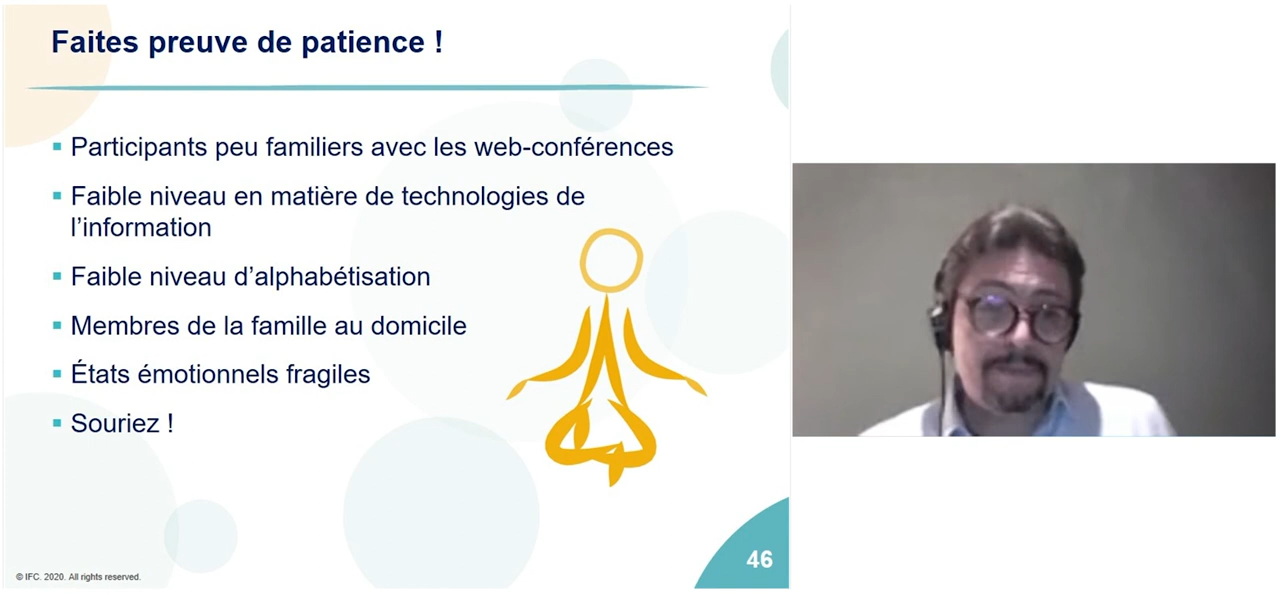 Faites preuve de patience !
Participants peu familiers avec les web-conférences
Faible niveau en matière de technologies de
l’information
Faible niveau d’alphabétisation
Membres de la famille au domicile
États émotionnels fragiles
Souriez !
46
© IFC. 2020. All rights reserved.